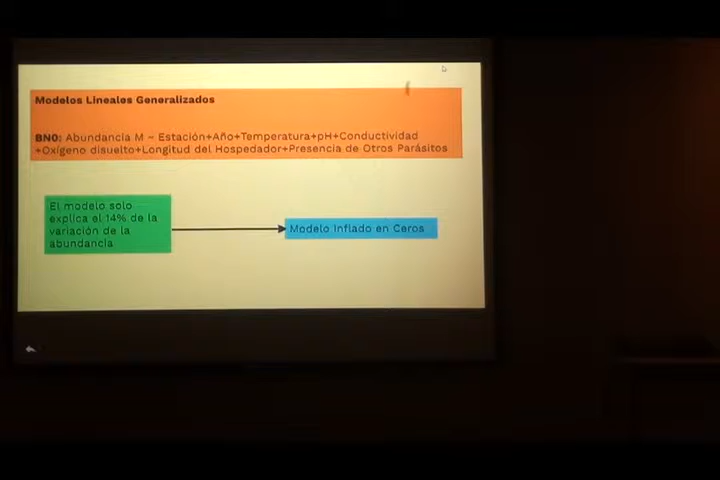 Modelos Lineales Generalizados
BN0: Abundancia M ~ Estación+Año+Temperatura+pH+Conductividad
+Oxígeno disuelto+Longitud del Hospedador+Presencia de Otros Parásitos
El modelo solo
explica el 14% de la
variación de la
abundancia
Modelo Inflado en Ceros